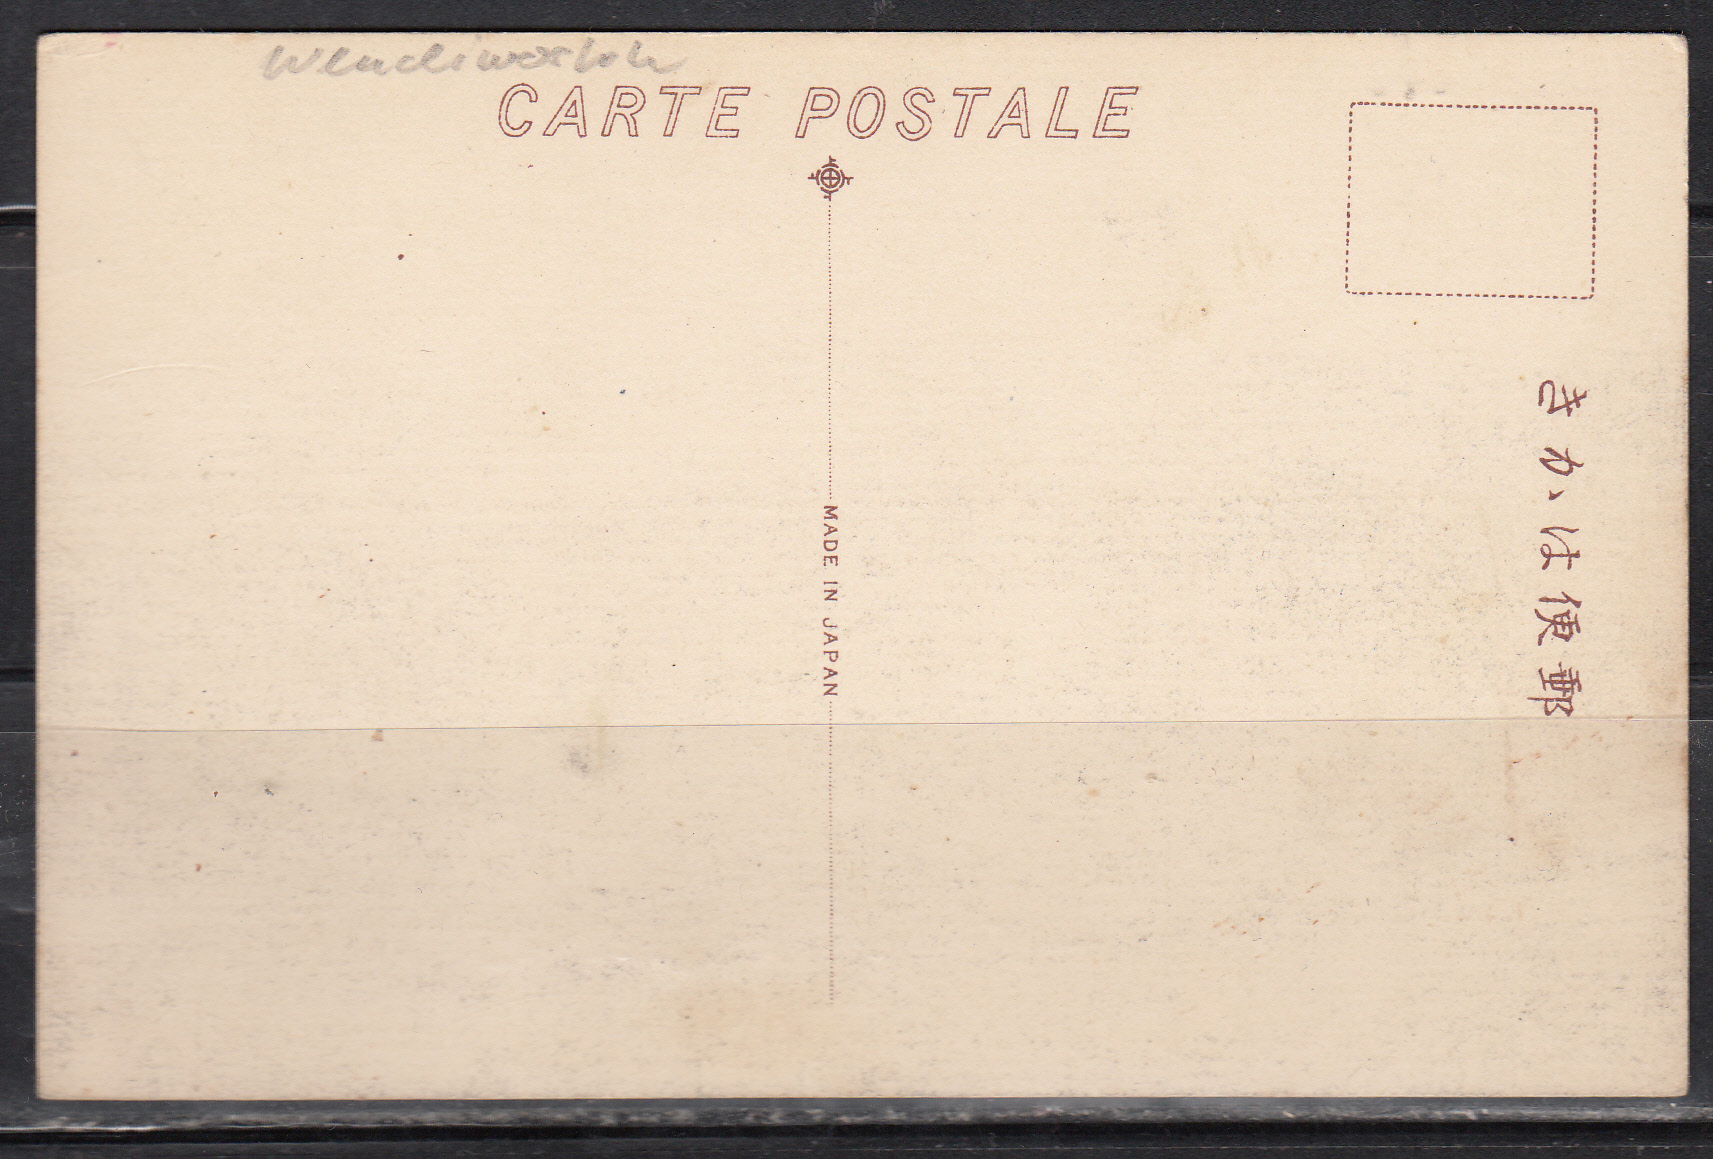 CARTE POSTALE
MADE IN JAPAN
郵便はかき